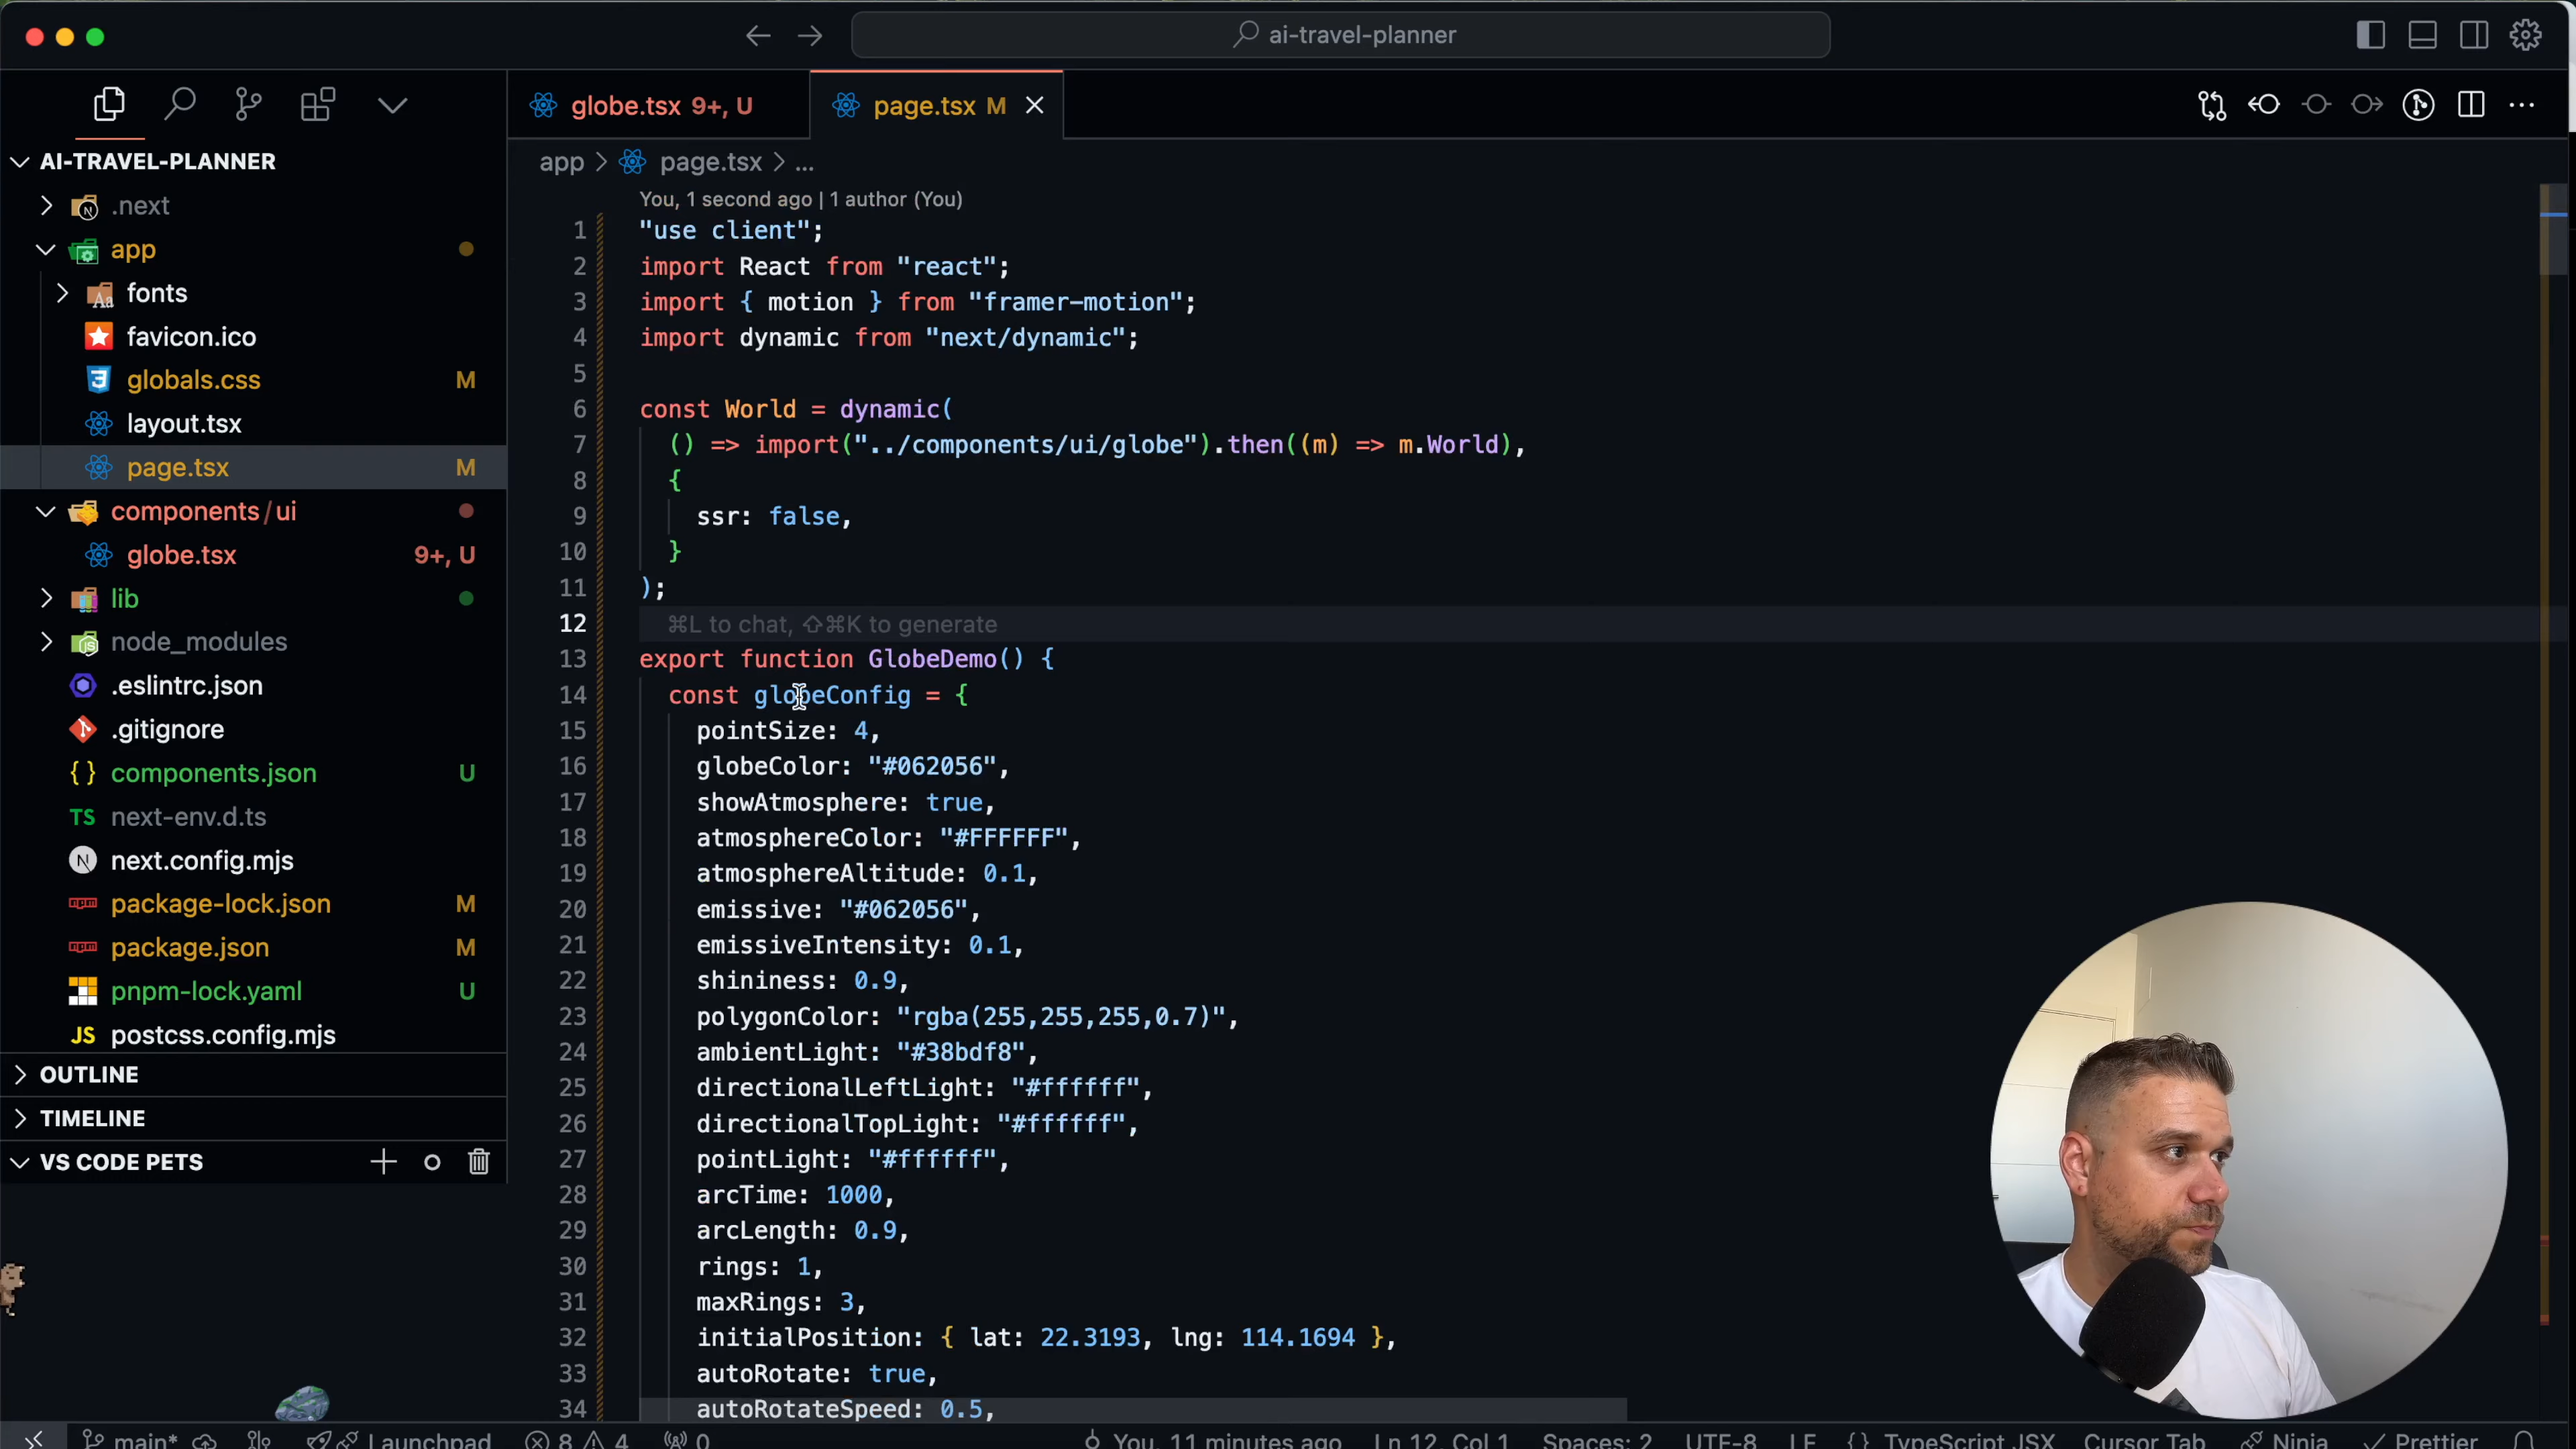 ai-travel-planner
globe.tsx 9+, U
page.tsx M
AI-TRAVEL-PLANNER
.next
app
fonts
favicon.ico
globals.css M
layout.tsx
page.tsx M
components/ui
globe.tsx 9+, U
lib
node_modules
.eslintrc.json
.gitignore
components.json U
TS next-env.d.ts
next.config.mjs
package-lock.json M
package.json M
pnpm-lock.yaml U
JS postcss.config.mjs
OUTLINE
TIMELINE
VS CODE PETS
app > page.tsx > ...
You, 1 second ago | 1 author (You)
1 "use client";
2 import React from "react";
3 import { motion } from "framer-motion";
4 import dynamic from "next/dynamic";
5
6 const World = dynamic(
7 () => import("../components/ui/globe").then((m) => m.World),
8 {
9 ssr: false,
10 }
11 );
12 ⌘L to chat, ⇧⌘K to generate
13 export function GlobeDemo() {
14 const globeConfig = {
15 pointSize: 4,
16 globeColor: "#062056",
17 showAtmosphere: true,
18 atmosphereColor: "#FFFFFF",
19 atmosphereAltitude: 0.1,
20 emissive: "#062056",
21 emissiveIntensity: 0.1,
22 shininess: 0.9,
23 polygonColor: "rgba(255,255,255,0.7)",
24 ambientLight: "#38bdf8",
25 directionalLeftLight: "#ffffff",
26 directionalTopLight: "#ffffff",
27 pointLight: "#ffffff",
28 arcTime: 1000,
29 arcLength: 0.9,
30 rings: 1,
31 maxRings: 3,
32 initialPosition: { lat: 22.3193, lng: 114.1694 },
33 autoRotate: true,
34 autoRotateSpeed: 0.5,
main* Launchpad 8 4 0 You, 11 minutes ago Ln 12, Col 1 Spaces: 2 UTF-8 LF {} TypeScript JSX Cursor Tab Ninja Prettier